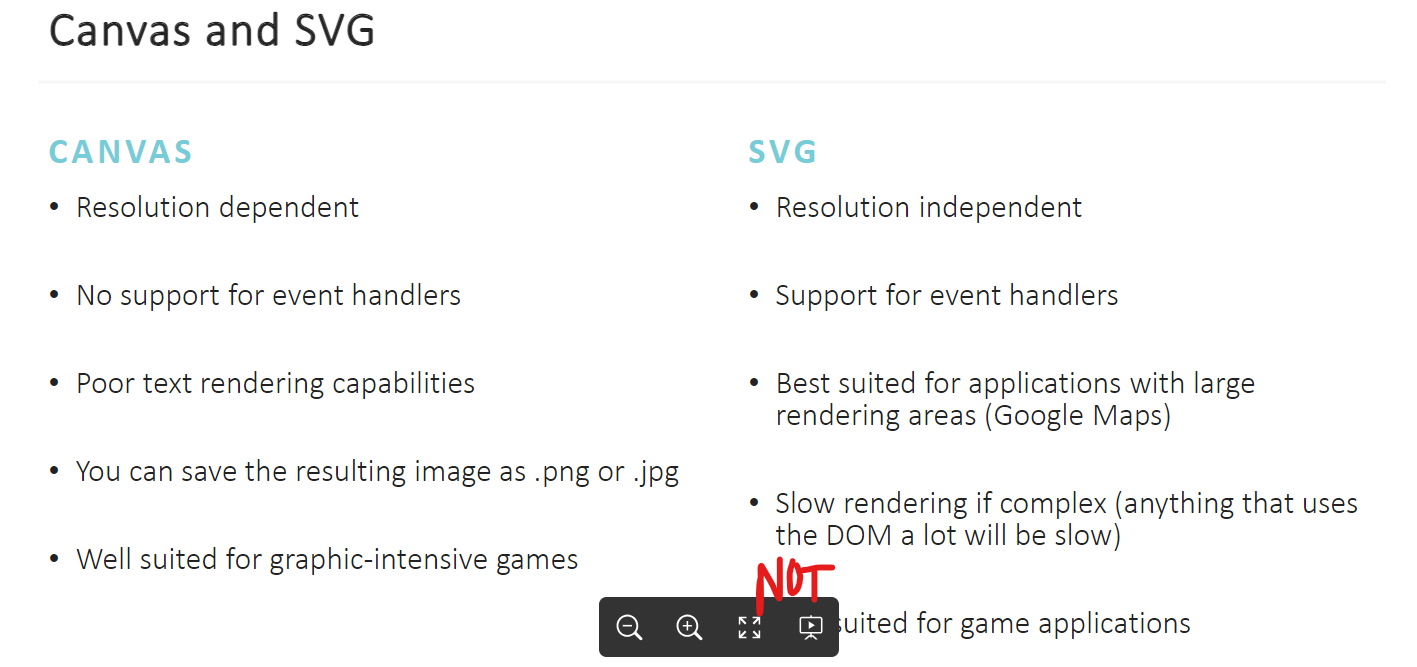 Canvas and SVG
CANVAS
• Resolution dependent
• No support for event handlers
• Poor text rendering capabilities
• You can save the resulting image as .png or .jpg
• Well suited for graphic-intensive games
SVG
• Resolution independent
• Support for event handlers
• Best suited for applications with large
rendering areas (Google Maps)
• Slow rendering if complex (anything that uses
the DOM a lot will be slow)
NOT
suited for game applications